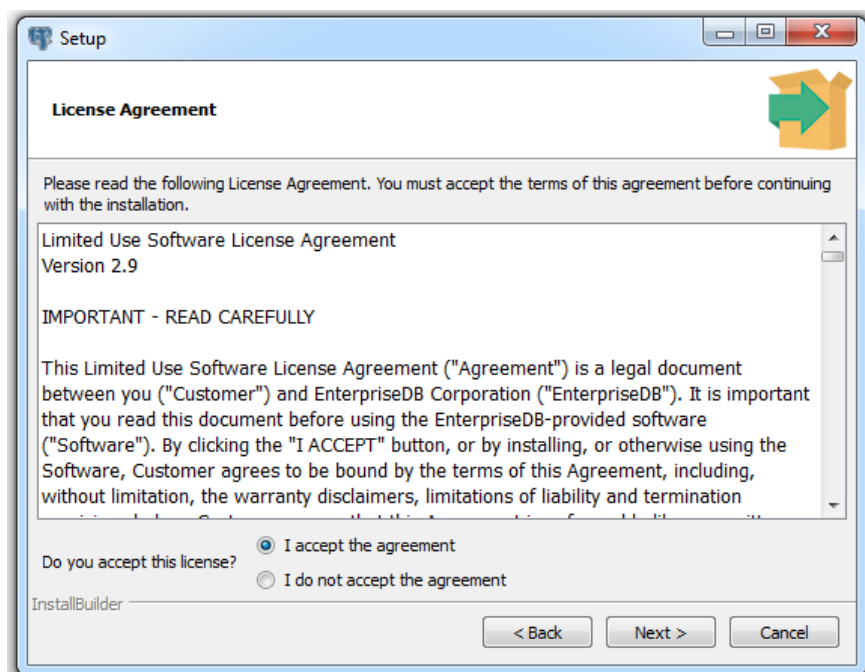 Setup
License Agreement
Please read the following License Agreement. You must accept the terms of this agreement before continuing
with the installation.
Limited Use Software License Agreement
Version 2.9
IMPORTANT - READ CAREFULLY
This Limited Use Software License Agreement ("Agreement") is a legal document
between you ("Customer") and EnterpriseDB Corporation ("EnterpriseDB"). It is important
that you read this document before using the EnterpriseDB-provided software
("Software"). By clicking the "I ACCEPT" button, or by installing, or otherwise using the
Software, Customer agrees to be bound by the terms of this Agreement, including,
without limitation, the warranty disclaimers, limitations of liability and termination
Do you accept this license?
I accept the agreement
I do not accept the agreement
InstallBuilder
< Back
Next >
Cancel